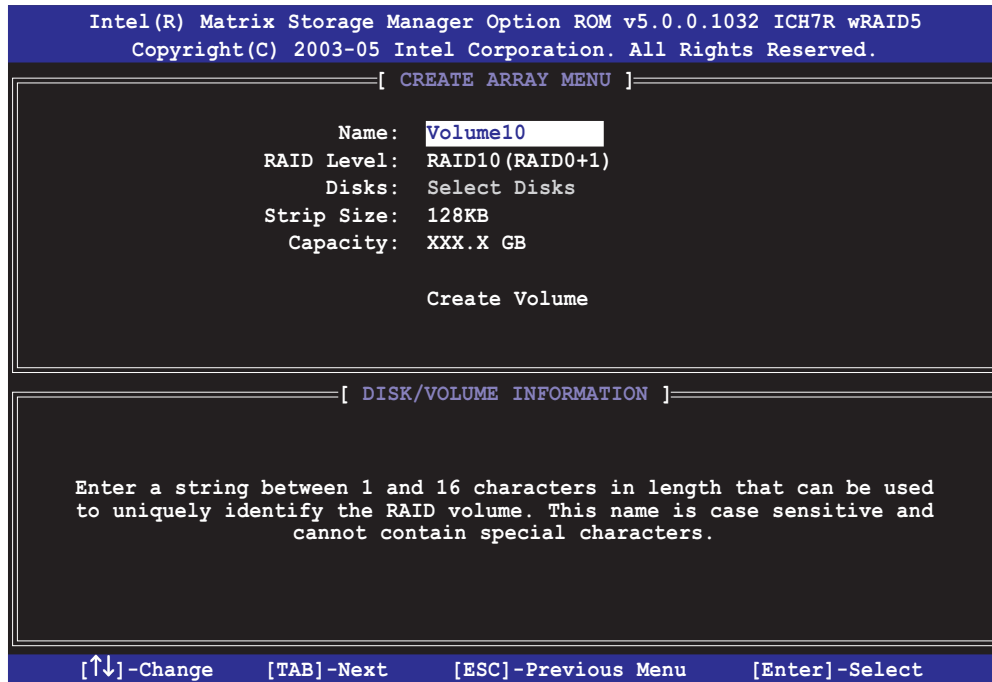 Intel(R) Matrix Storage Manager Option ROM v5.0.0.1032 ICH7R wRAID5
Copyright(C) 2003-05 Intel Corporation. All Rights Reserved.
[ CREATE ARRAY MENU ]
Name: Volume10
RAID Level: RAID10(RAID0+1)
Disks: Select Disks
Strip Size: 128KB
Capacity: XXX.X GB
Create Volume
[ DISK/VOLUME INFORMATION ]
Enter a string between 1 and 16 characters in length that can be used
to uniquely identify the RAID volume. This name is case sensitive and
cannot contain special characters.
[↑↓]-Change [TAB]-Next [ESC]-Previous Menu [Enter]-Select